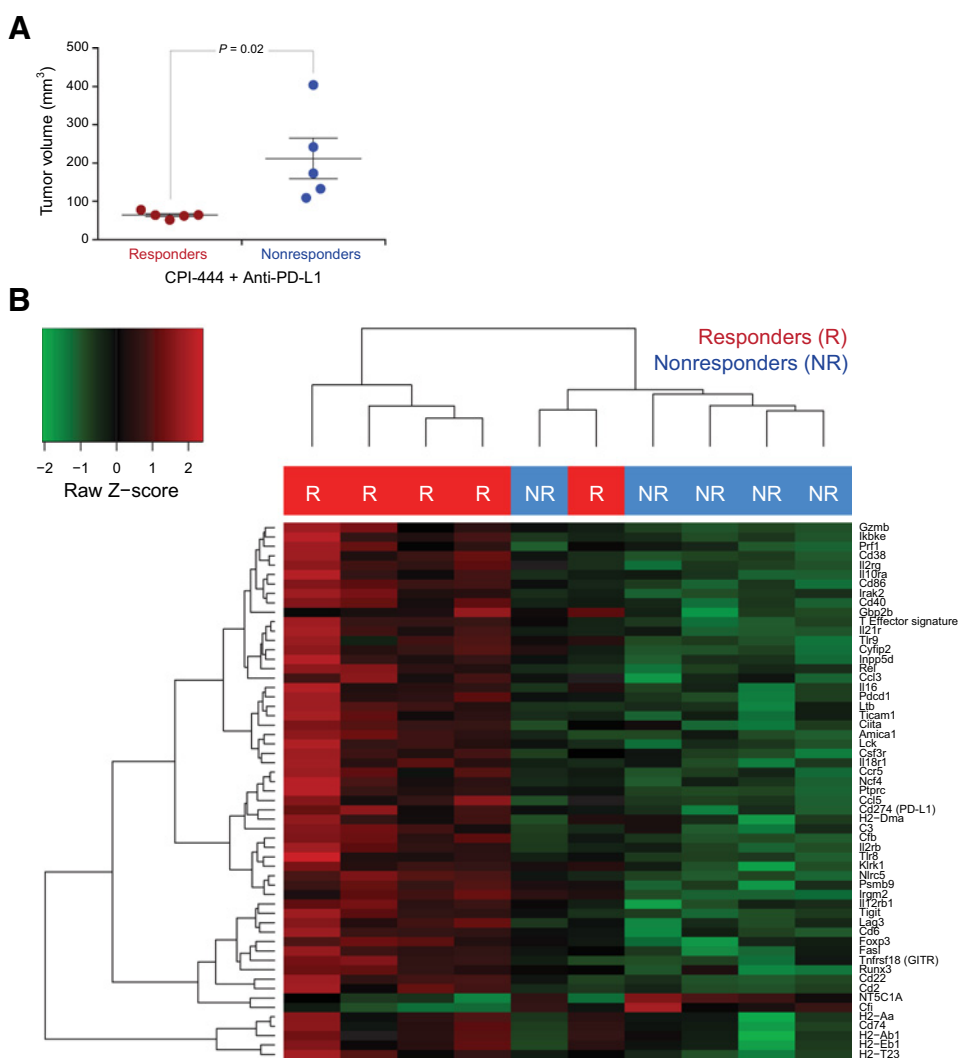 A
500
400
300
200
100
0
Tumor volume (mm3)
P = 0.02
Responders
Nonresponders
CPI-444 + Anti-PD-L1
B
Responders (R)
Nonresponders (NR)
−2 −1 0 1 2
Raw Z−score
R R R R NR R NR NR NR NR
Gzmb
Ikbke
Prf1
Cd38
Il2rg
Il10ra
Cd86
Irak2
Cd40
Gbp2b
T Effector signature
Il21r
Tlr9
Cyfip2
Inpp5d
Rel
Ccl3
Il16
Pdcd1
Ltb
Ticam1
Ciita
Amica1
Lck
Csf3r
Il18r1
Ccr5
Ncf4
Ptprc
Ccl5
Cd274 (PD-L1)
H2−Dma
C3
Cfb
Il2rb
Tlr8
Klrk1
Nlrc5
Psmb9
Irgm2
Il12rb1
Tigit
Lag3
Cd6
Foxp3
Fasl
Tnfrsf18 (GITR)
Runx3
Cd22
Cd2
NT5C1A
Cfi
H2−Aa
Cd74
H2−Ab1
H2−Eb1
H2−T23